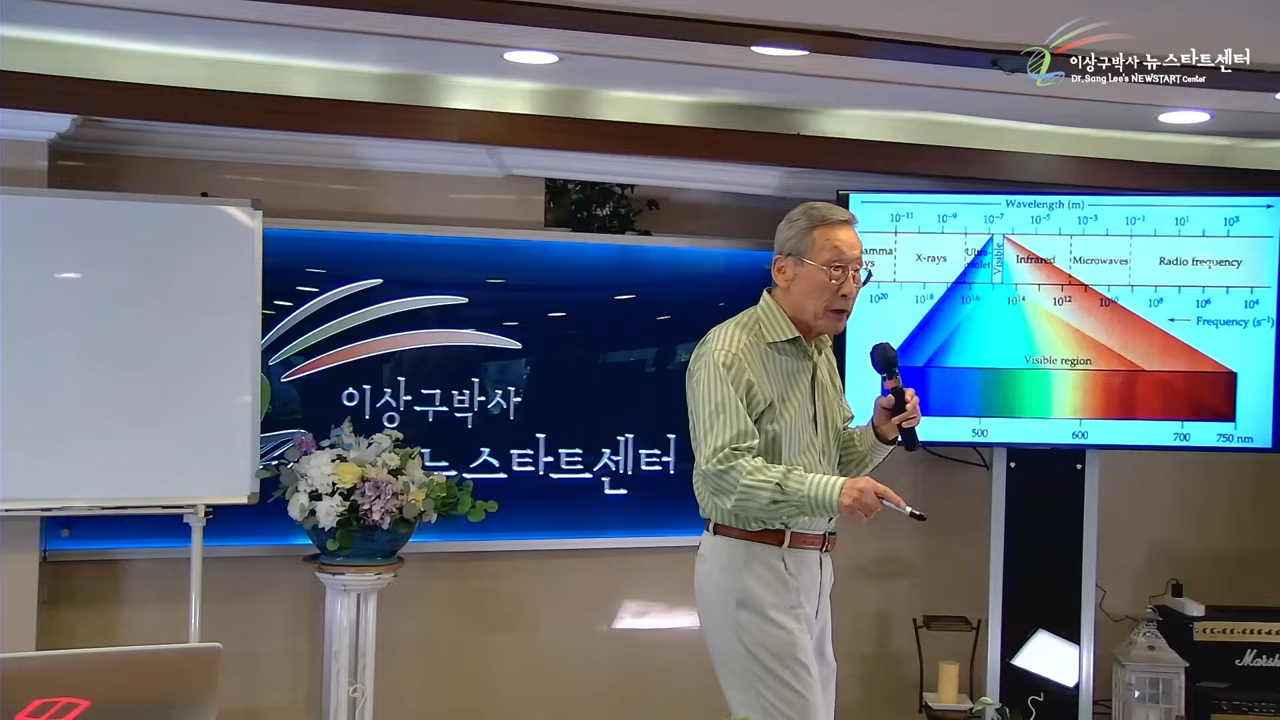 이상구박사 뉴스타트센터
Dr. Sang Lee's NEWSTART Center
Wavelength (m)
10⁻¹¹ 10⁻⁹ 10⁻⁷ 10⁻⁵ 10⁻³ 10⁻¹ 10¹ 10³
X-rays Visible Infrared Microwaves Radio frequency
10²⁰ 10¹⁸ 10¹⁶ 10¹⁴ 10¹² 10¹⁰ 10⁸ 10⁶ 10⁴
Frequency (s⁻¹)
Visible region
500 600 700 750 nm
이상구박사
뉴스타트센터